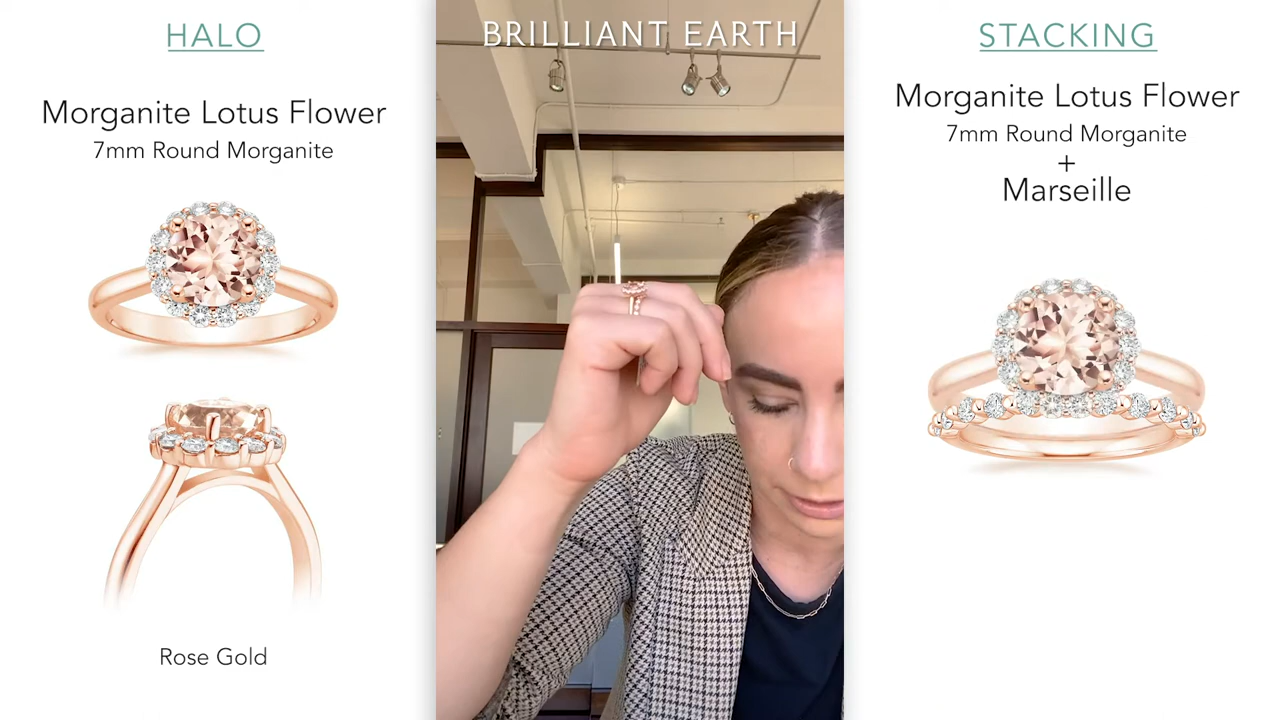 HALO
Morganite Lotus Flower
7mm Round Morganite
Rose Gold
BRILLIANT EARTH
STACKING
Morganite Lotus Flower
7mm Round Morganite
+
Marseille